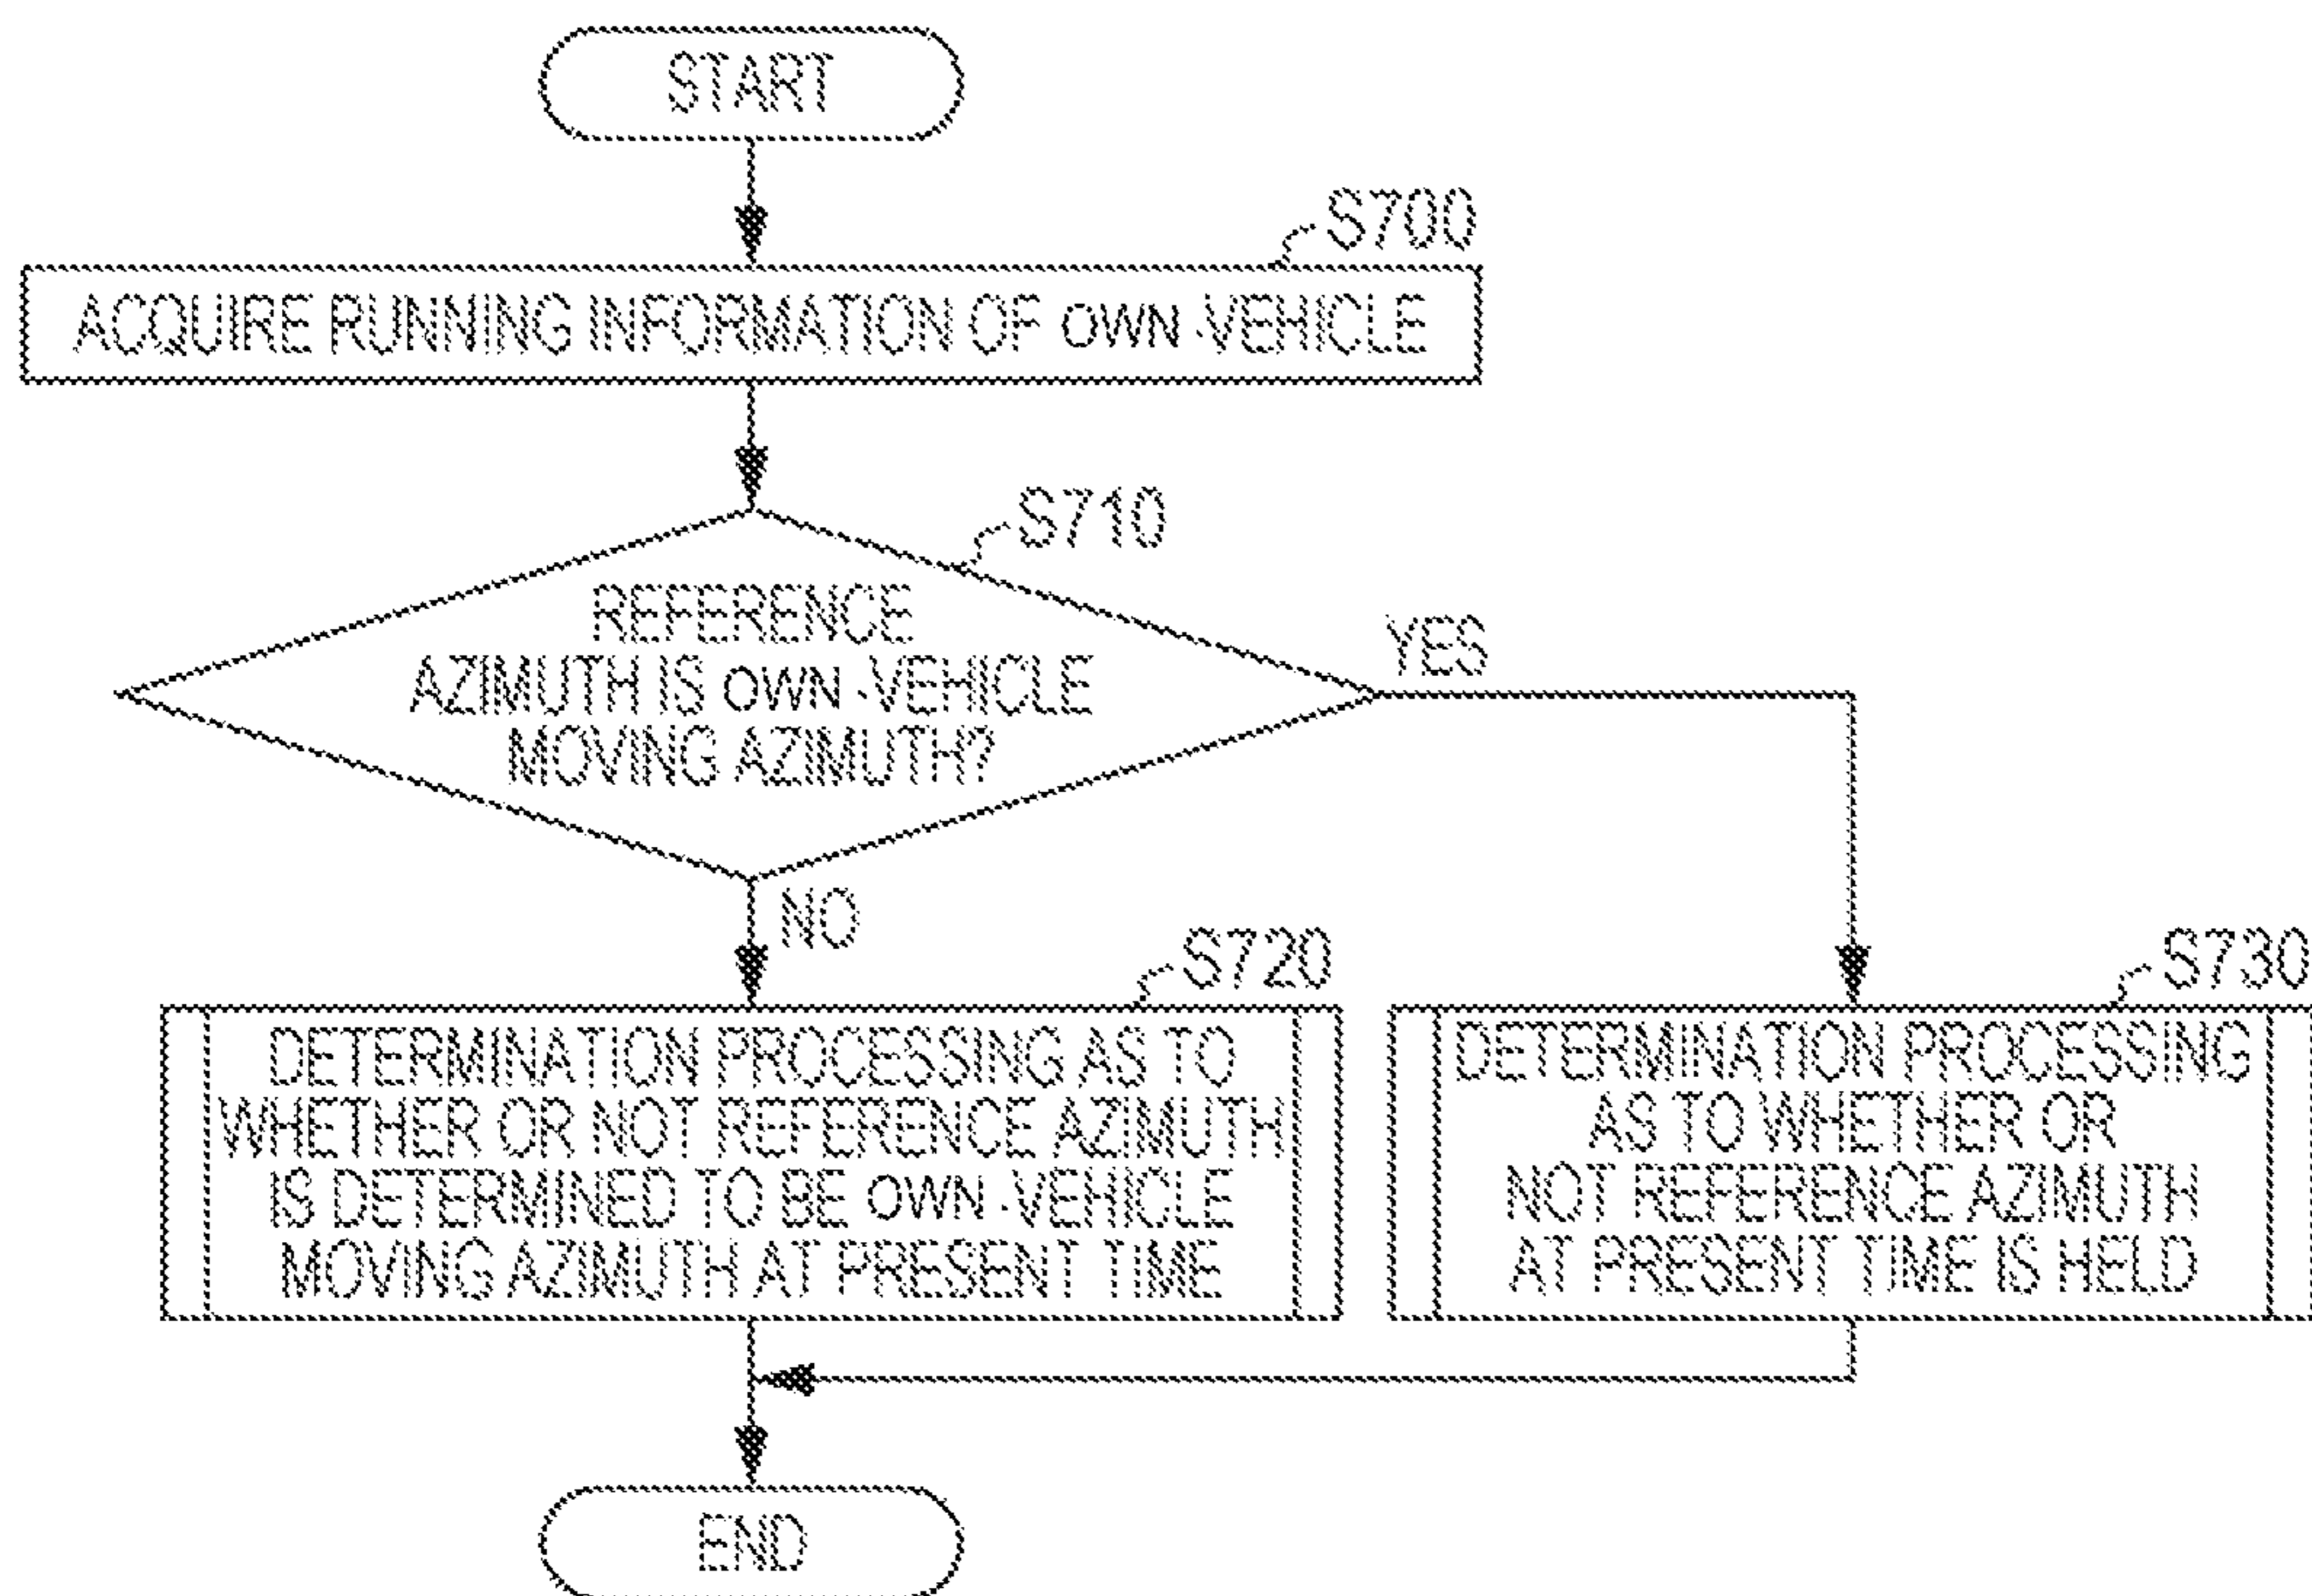 START
S700
ACQUIRE RUNNING INFORMATION OF OWN-VEHICLE
S710
REFERENCE
AZIMUTH IS OWN-VEHICLE
MOVING AZIMUTH?
YES
NO
S720
DETERMINATION PROCESSING AS TO
WHETHER OR NOT REFERENCE AZIMUTH
IS DETERMINED TO BE OWN-VEHICLE
MOVING AZIMUTH AT PRESENT TIME
S730
DETERMINATION PROCESSING
AS TO WHETHER OR
NOT REFERENCE AZIMUTH
AT PRESENT TIME IS HELD
END